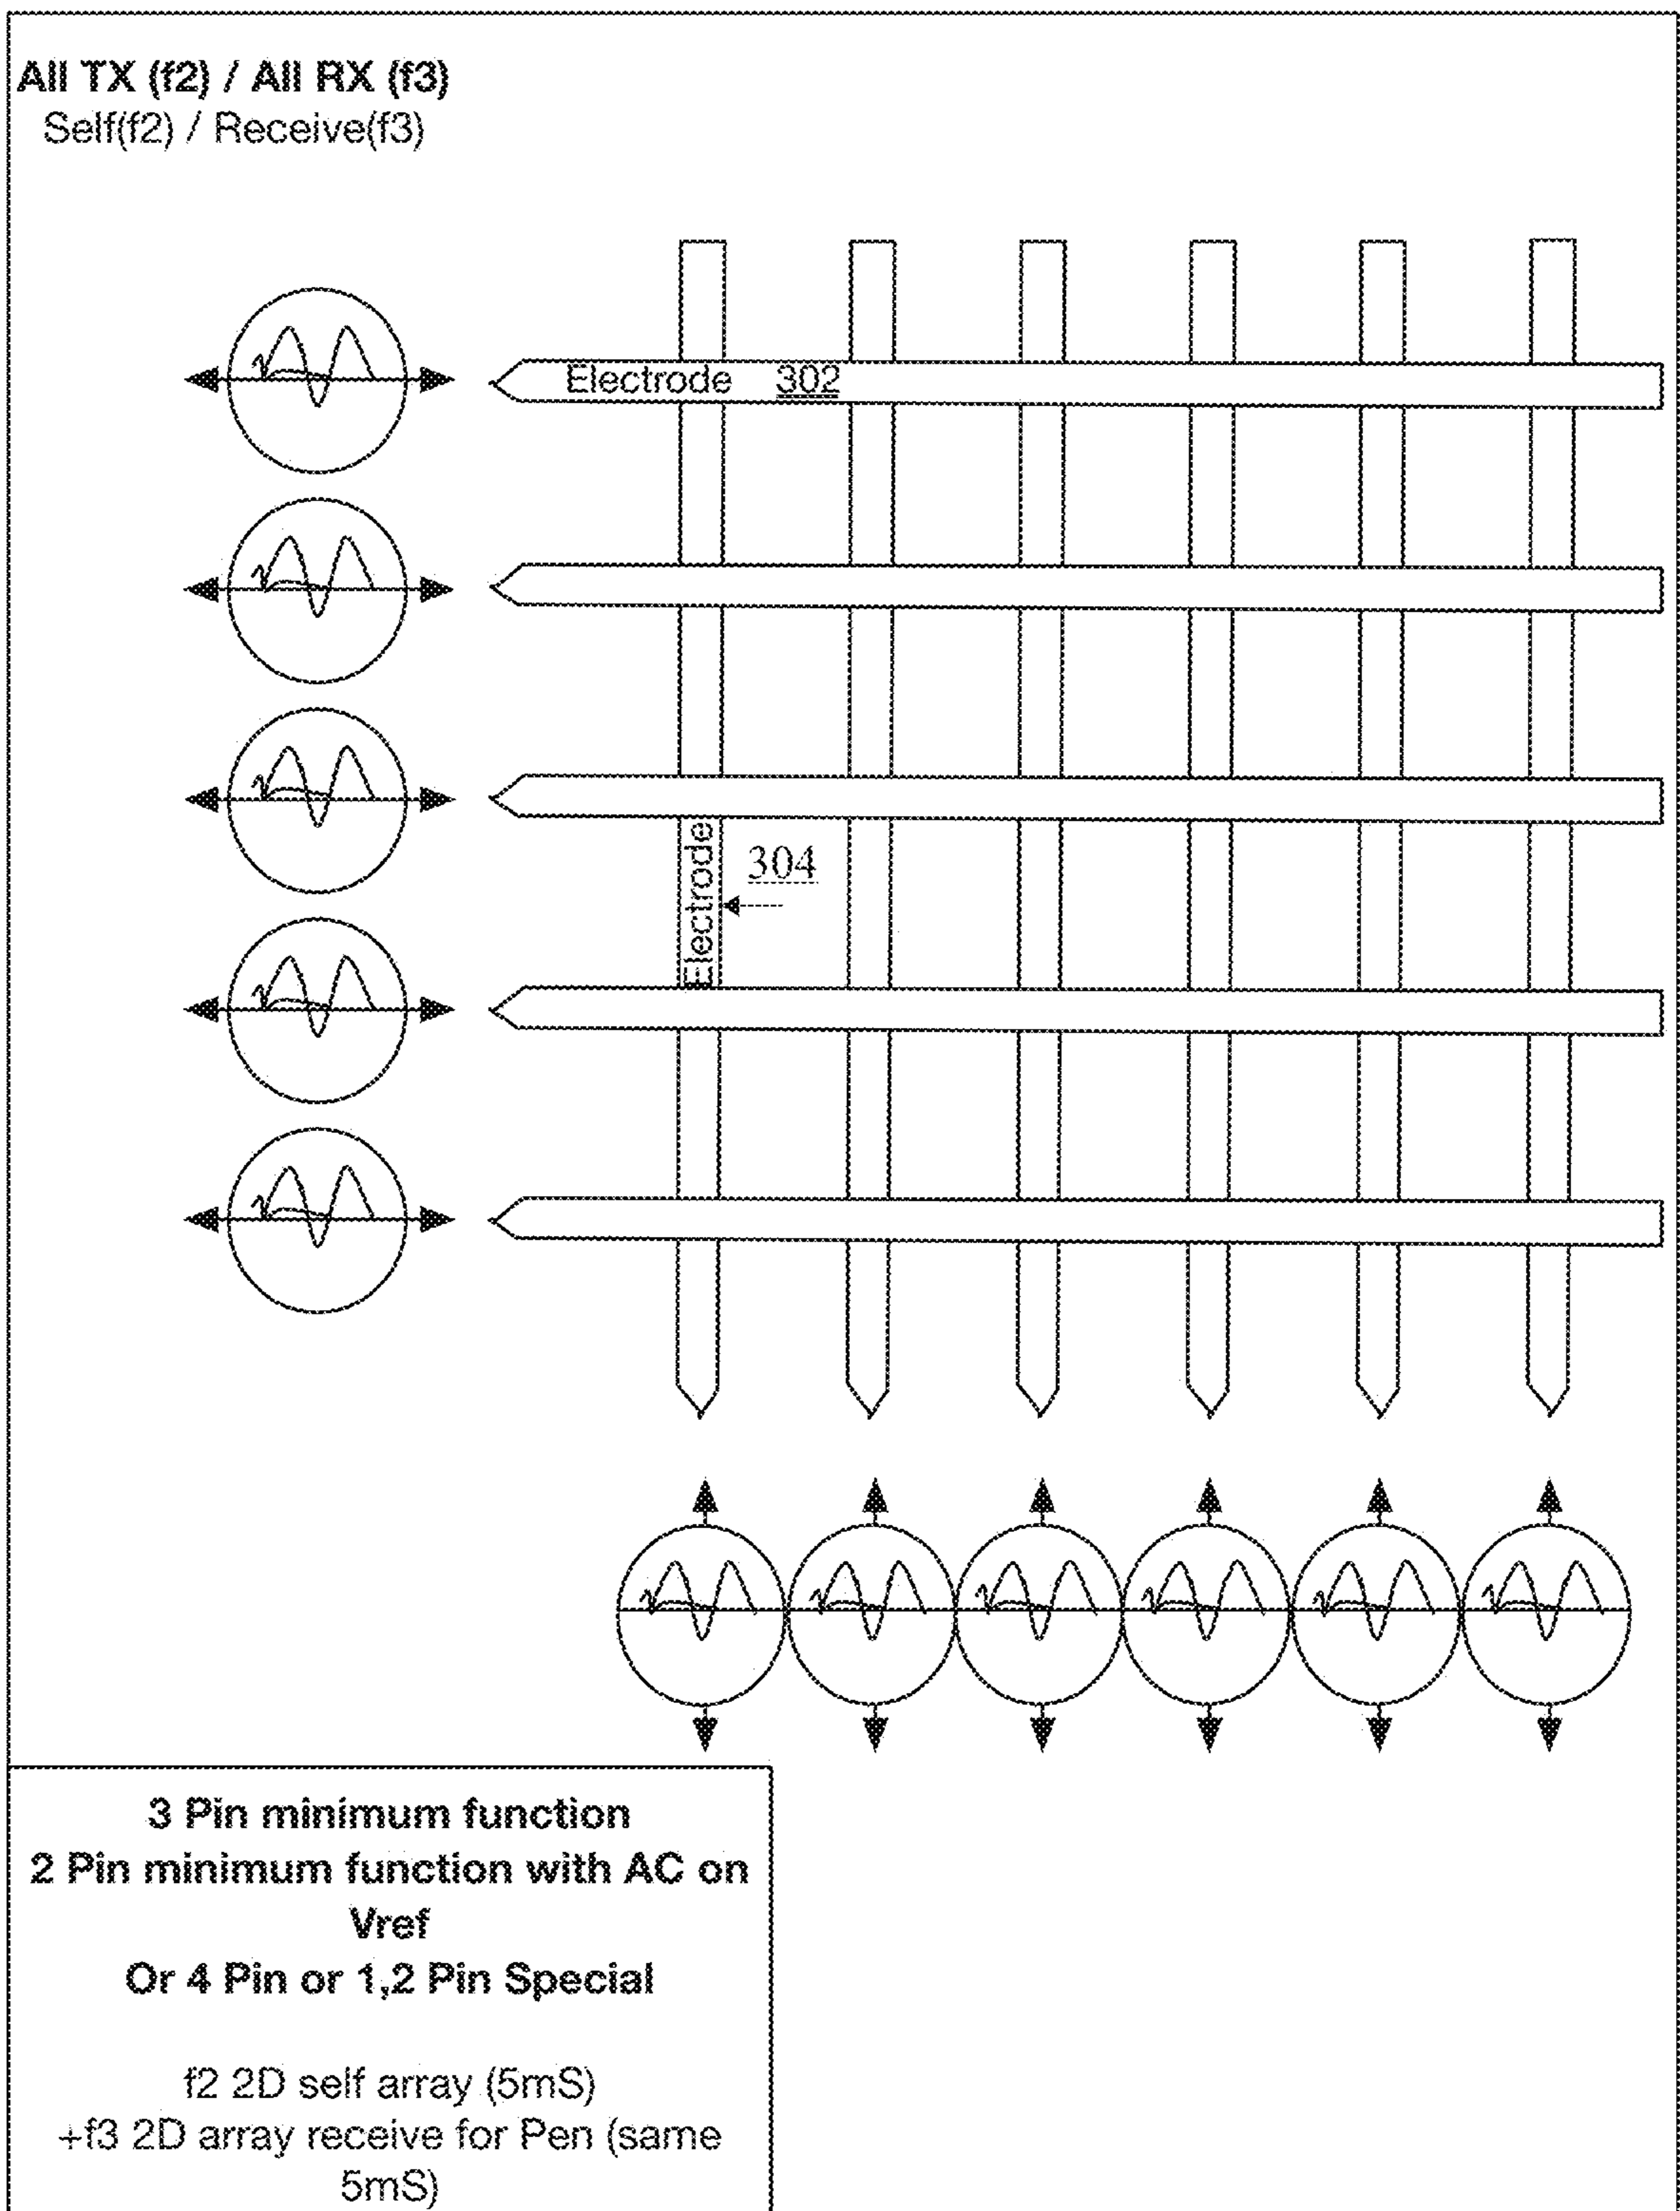 All TX (f2) / All RX (f3)
Self(f2) / Receive(f3)
Electrode 302
Electrode
304
3 Pin minimum function
2 Pin minimum function with AC on
Vref
Or 4 Pin or 1,2 Pin Special
f2 2D self array (5mS)
+f3 2D array receive for Pen (same
5mS)